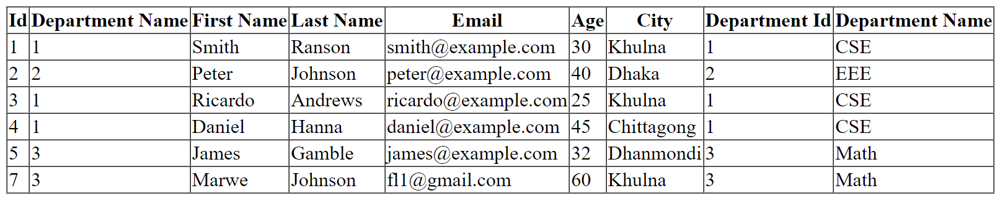 Id Department Name First Name Last Name Email Age City Department Id Department Name
1 1 Smith Ranson smith@example.com 30 Khulna 1 CSE
2 2 Peter Johnson peter@example.com 40 Dhaka 2 EEE
3 1 Ricardo Andrews ricardo@example.com 25 Khulna 1 CSE
4 1 Daniel Hanna daniel@example.com 45 Chittagong 1 CSE
5 3 James Gamble james@example.com 32 Dhanmondi 3 Math
7 3 Marwe Johnson fl1@gmail.com 60 Khulna 3 Math